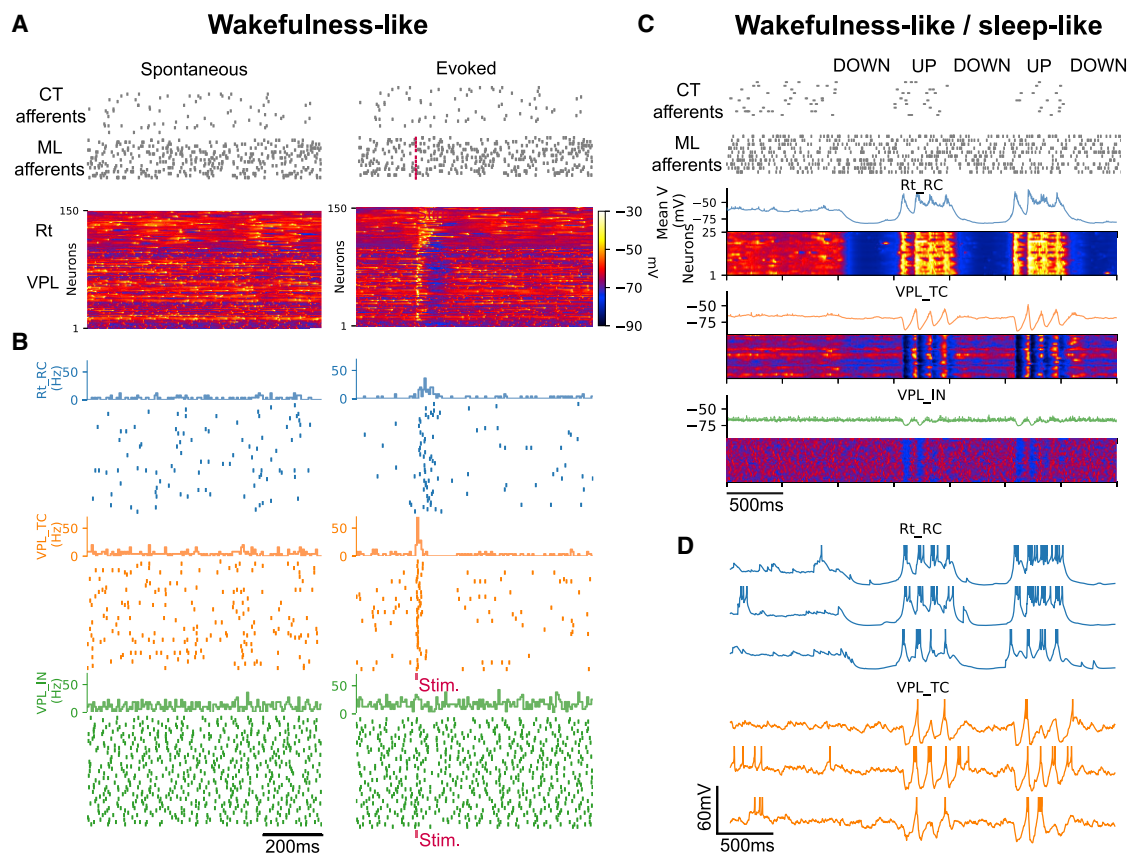 A
Wakefulness-like
Spontaneous
Evoked
CT
afferents
ML
afferents
150
Rt
VPL
Neurons
1
150
Neurons
1
−30
−50
−70
−90
mV
B
Rt_RC
(Hz)
50
0
50
0
VPL_TC
(Hz)
50
0
50
0
Stim.
VPL_IN
(Hz)
50
0
50
0
Stim.
200ms
C
Wakefulness-like / sleep-like
DOWN UP DOWN UP DOWN
CT
afferents
ML
afferents
Rt_RC
Mean V
(mV)
−50
−75
25
Neurons
1
VPL_TC
−50
−75
VPL_IN
−50
−75
500ms
D
Rt_RC
VPL_TC
60mV
500ms